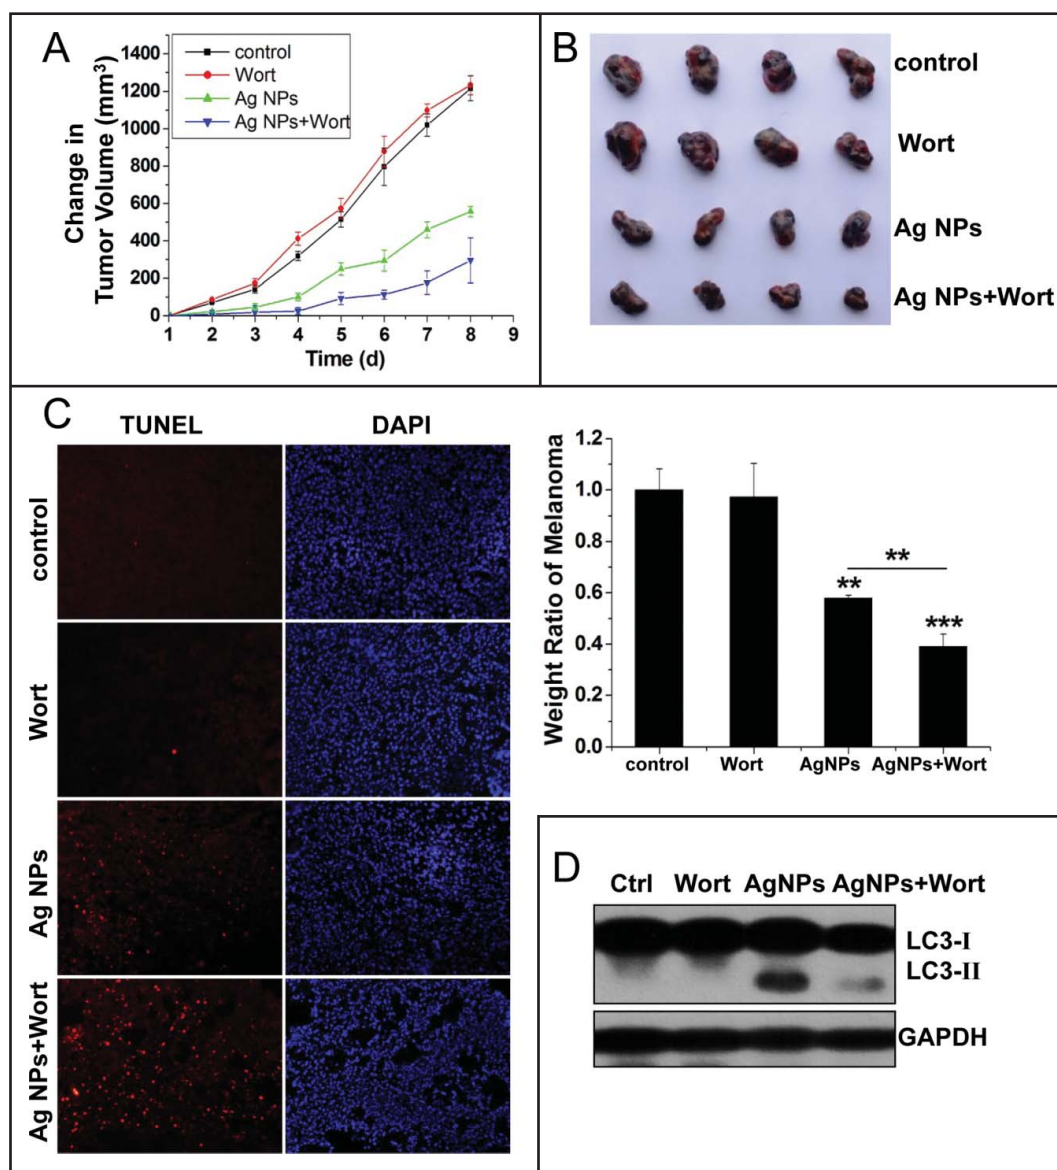 A
control
Wort
Ag NPs
Ag NPs+Wort
Change in
Tumor Volume (mm³)
1400
1200
1000
800
600
400
200
0
1 2 3 4 5 6 7 8 9
Time (d)
B
control
Wort
Ag NPs
Ag NPs+Wort
C
TUNEL DAPI
control
Wort
Ag NPs
Ag NPs+Wort
Weight Ratio of Melanoma
1.2
1.0
0.8
0.6
0.4
0.2
0.0
**
**
***
control Wort AgNPs AgNPs+Wort
D
Ctrl Wort AgNPs AgNPs+Wort
LC3-I
LC3-II
GAPDH